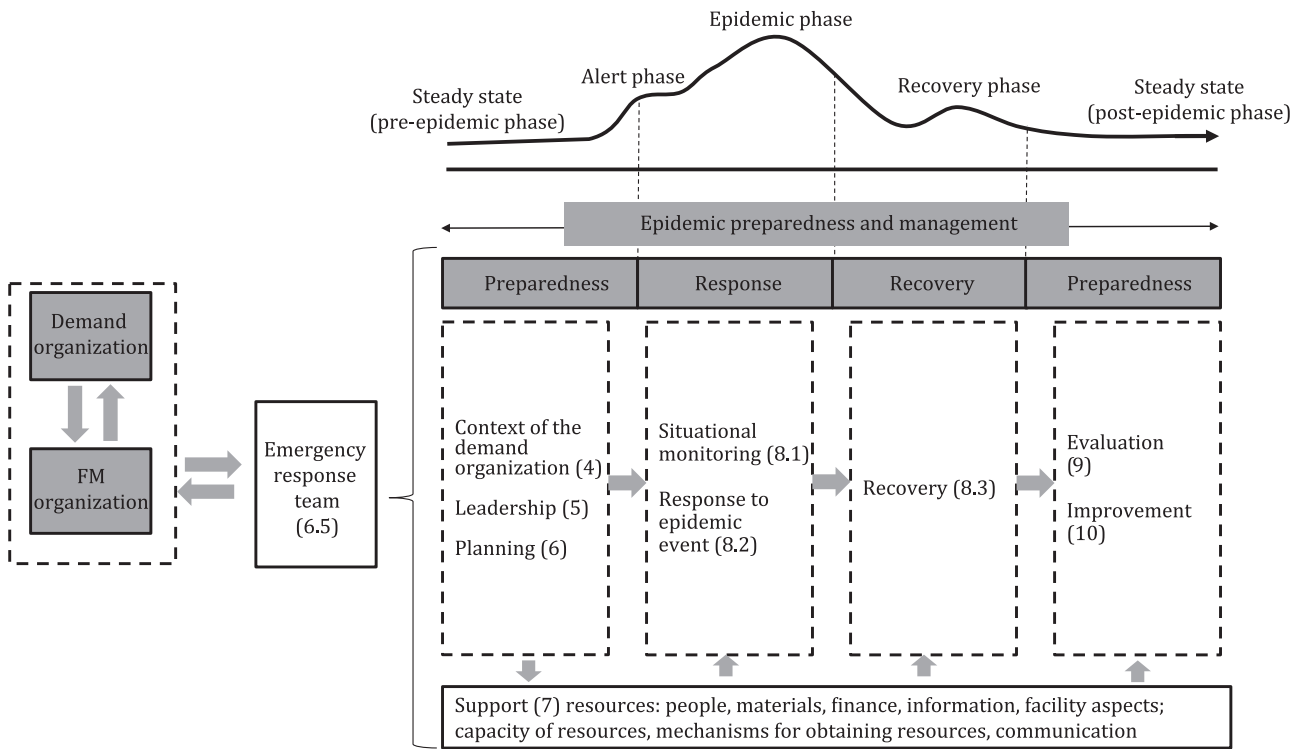 Epidemic phase
Alert phase
Recovery phase
Steady state
(pre-epidemic phase)
Steady state
(post-epidemic phase)
Epidemic preparedness and management
Preparedness
Response
Recovery
Preparedness
Demand
organization
FM
organization
Emergency
response
team
(6.5)
Context of the
demand
organization (4)
Leadership (5)
Planning (6)
Situational
monitoring (8.1)
Response to
epidemic
event (8.2)
Recovery (8.3)
Evaluation
(9)
Improvement
(10)
Support (7) resources: people, materials, finance, information, facility aspects;
capacity of resources, mechanisms for obtaining resources, communication